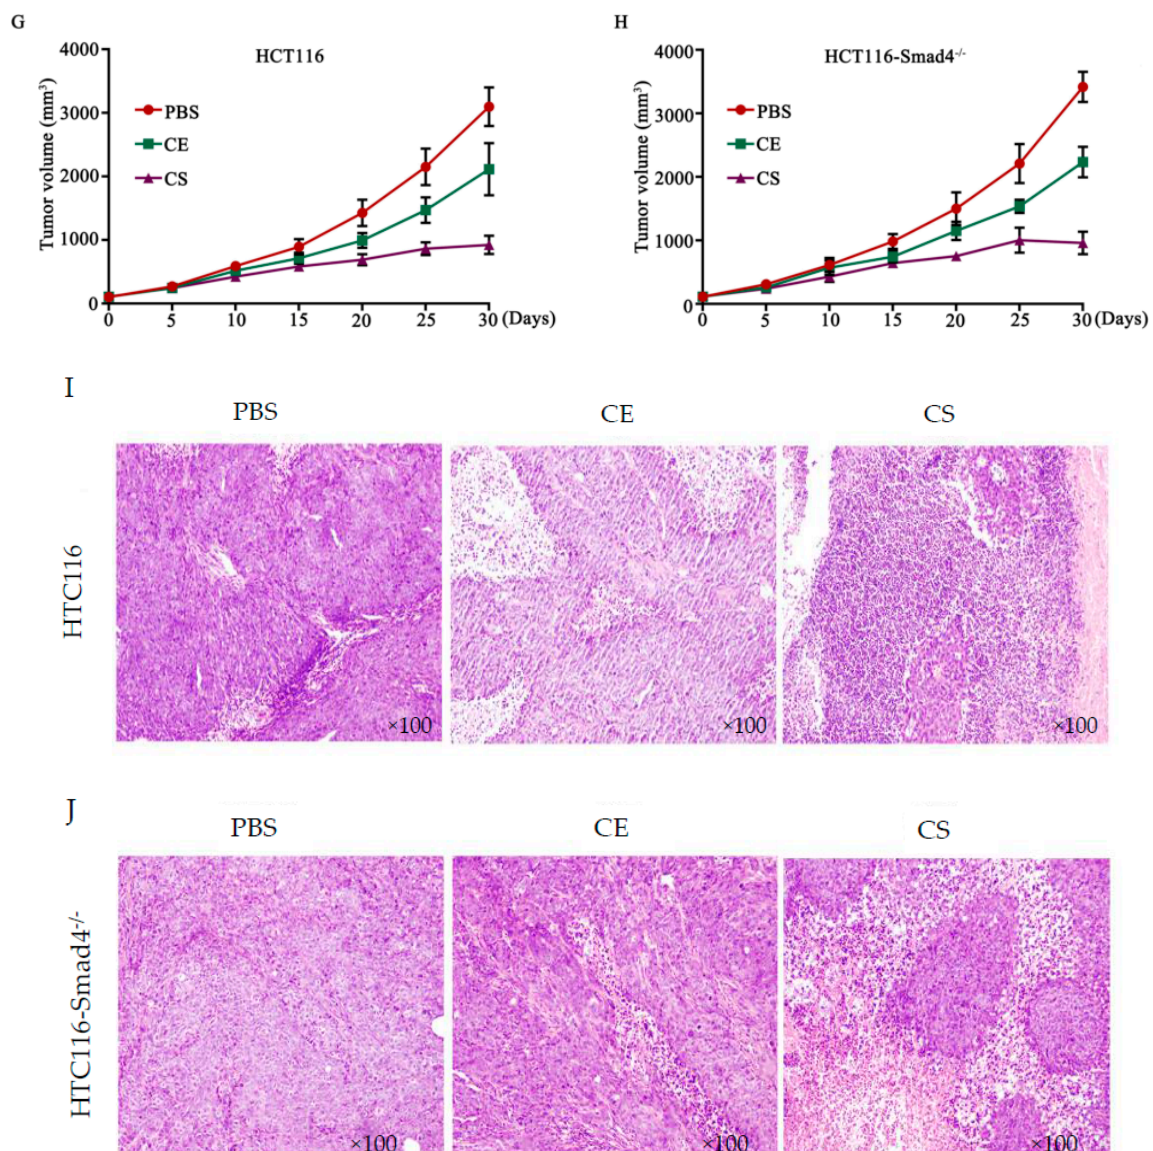 G
HCT116
Tumor volume (mm³)
4000
3000
2000
1000
0
PBS
CE
CS
0 5 10 15 20 25 30 (Days)
H
HCT116-Smad4-/-
Tumor volume (mm³)
4000
3000
2000
1000
0
PBS
CE
CS
0 5 10 15 20 25 30 (Days)
I
PBS CE CS
HTC116
×100 ×100 ×100
J
PBS CE CS
HTC116-Smad4-/-
×100 ×100 ×100